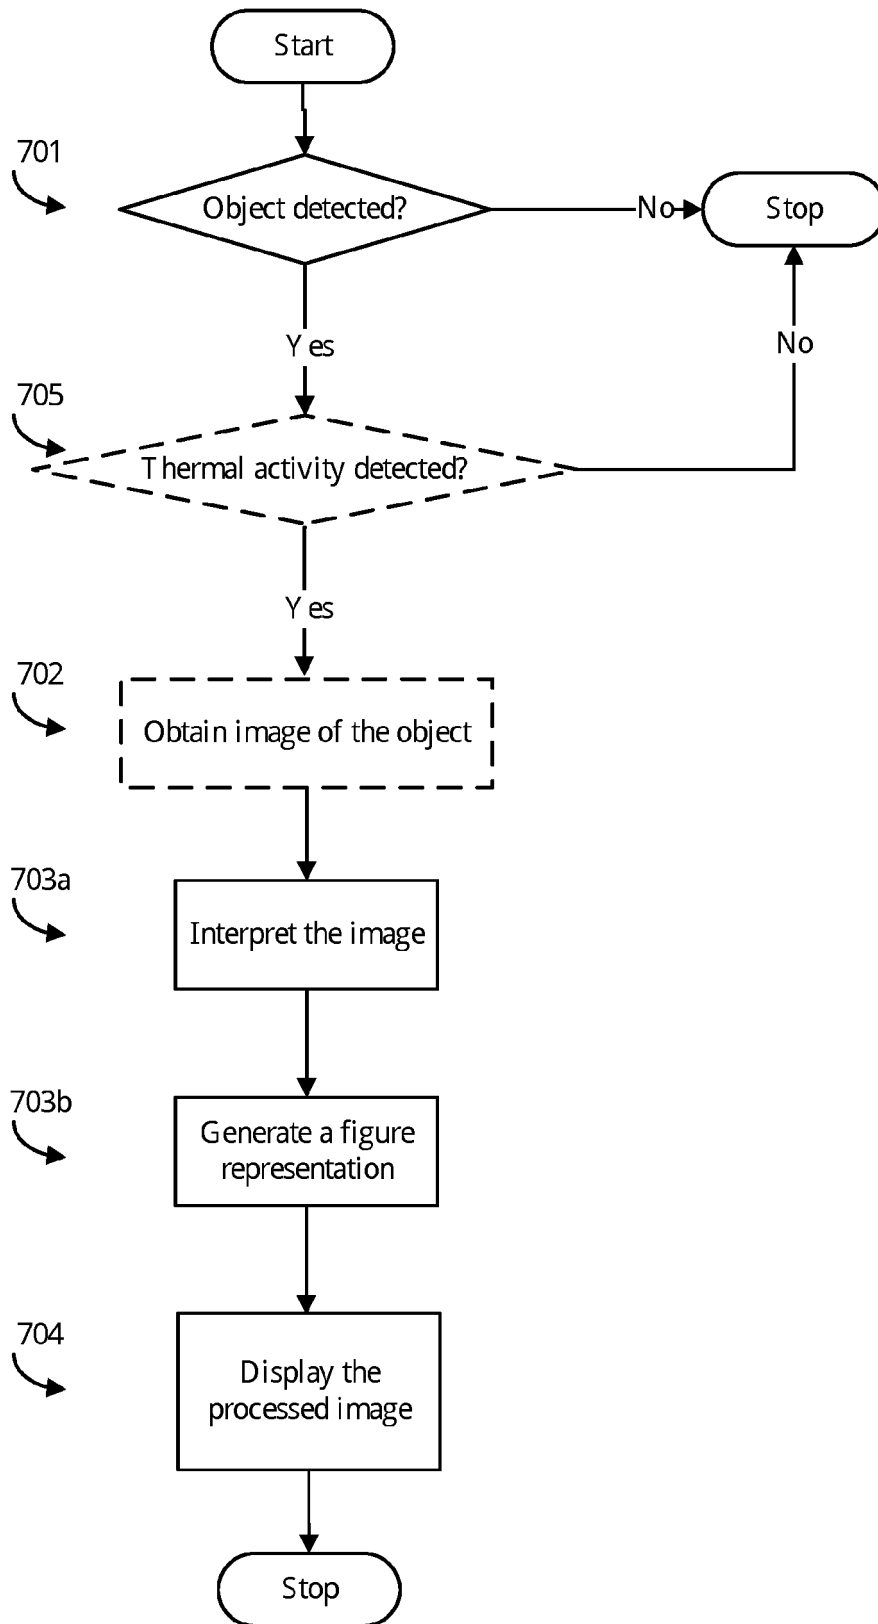 Start
701
Object detected?
No
Stop
Yes
No
705
Thermal activity detected?
Yes
702
Obtain image of the object
703a
Interpret the image
703b
Generate a figure
representation
704
Display the
processed image
Stop